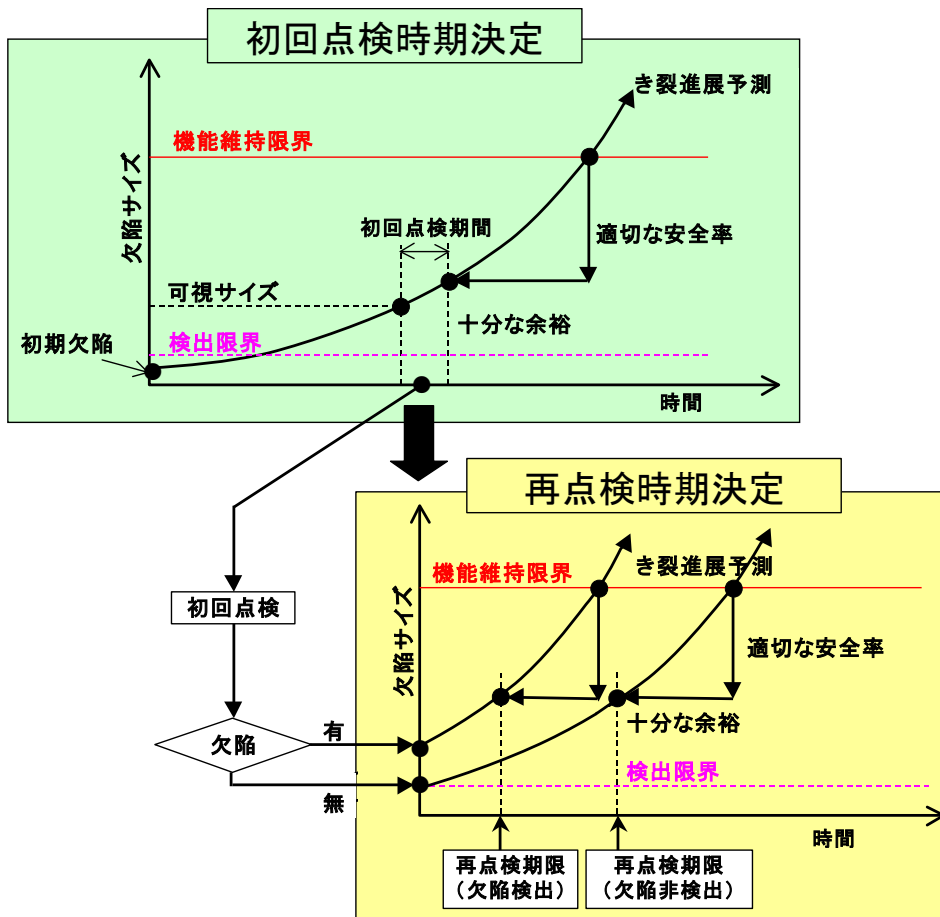 初回点検時期決定
き裂進展予測
機能維持限界
欠陥サイズ
初回点検期間
適切な安全率
可視サイズ
十分な余裕
検出限界
初期欠陥
時間
再点検時期決定
機能維持限界
き裂進展予測
欠陥サイズ
初回点検
適切な安全率
十分な余裕
有
欠陥
検出限界
無
時間
再点検期限
（欠陥検出）
再点検期限
（欠陥非検出）